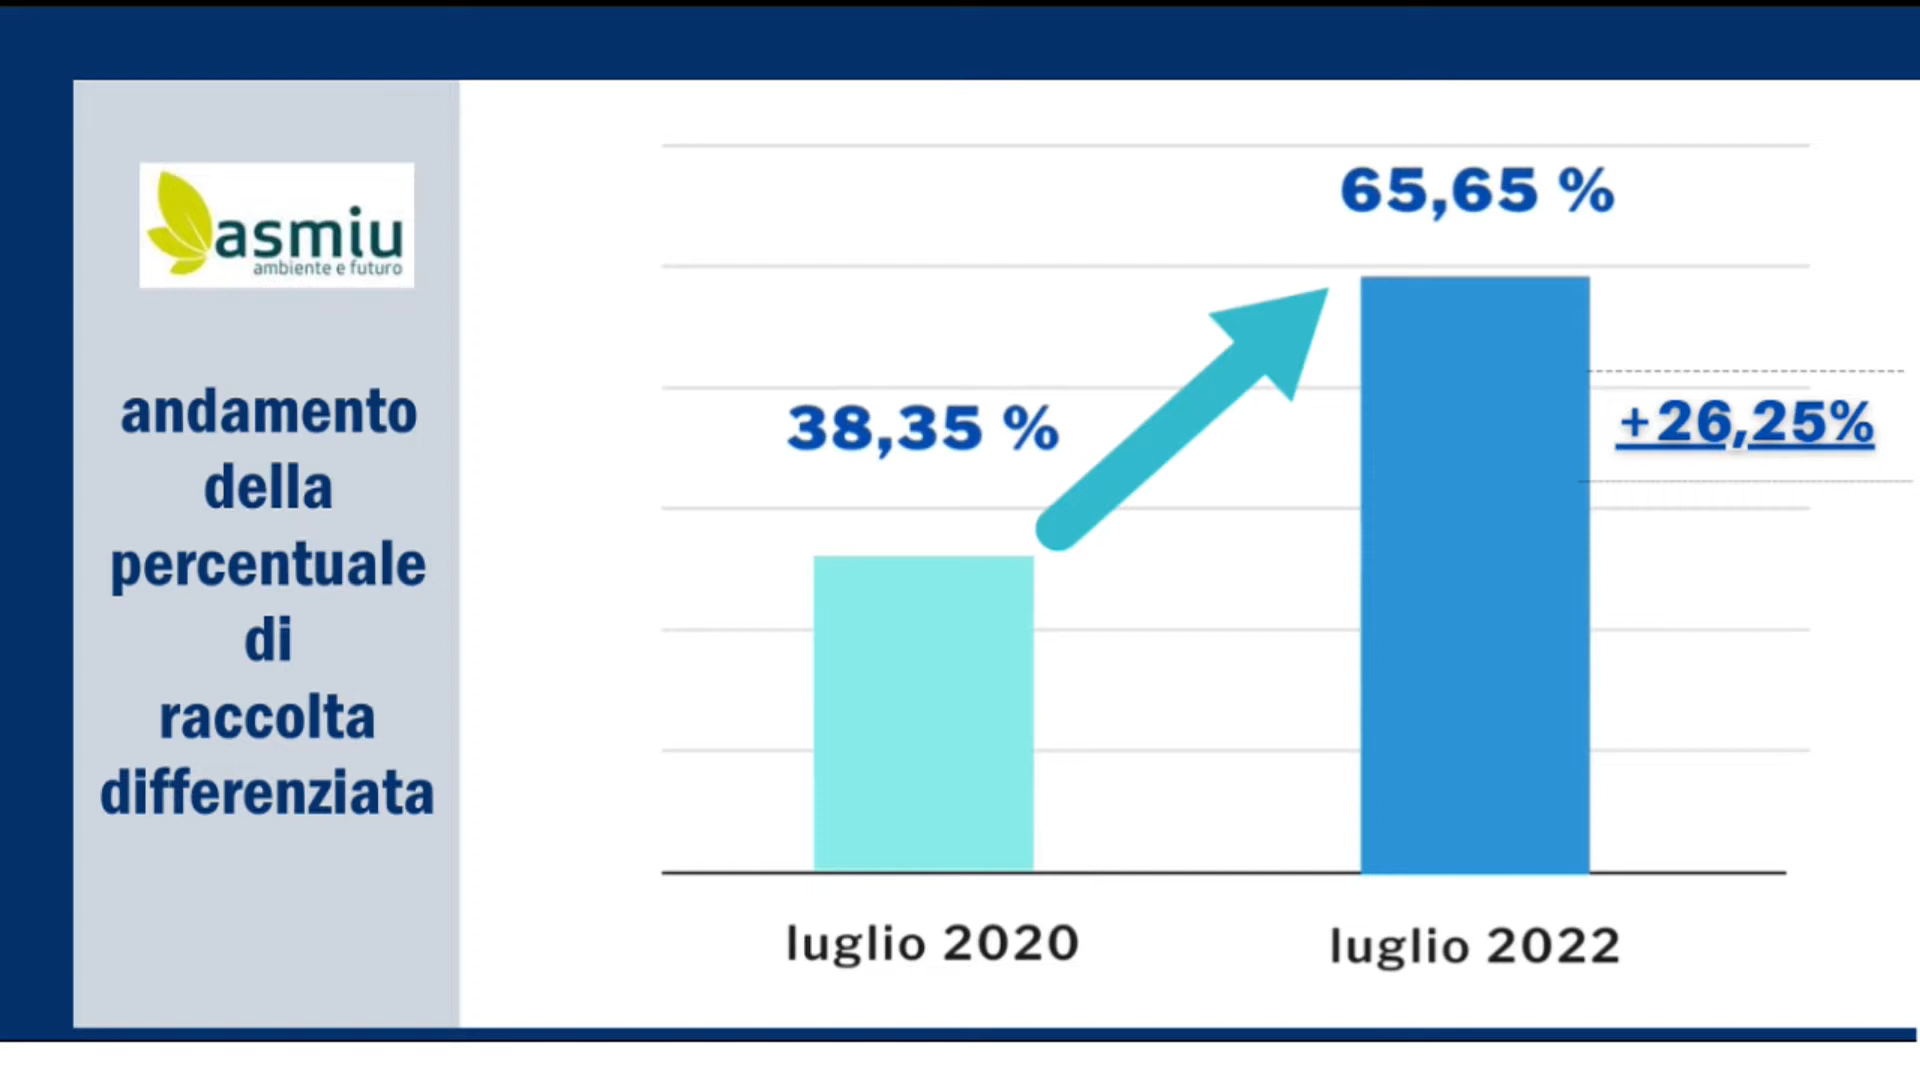 asmiu
ambiente e futuro
andamento
della
percentuale
di
raccolta
differenziata
65,65 %
38,35 %
+26,25%
luglio 2020
luglio 2022